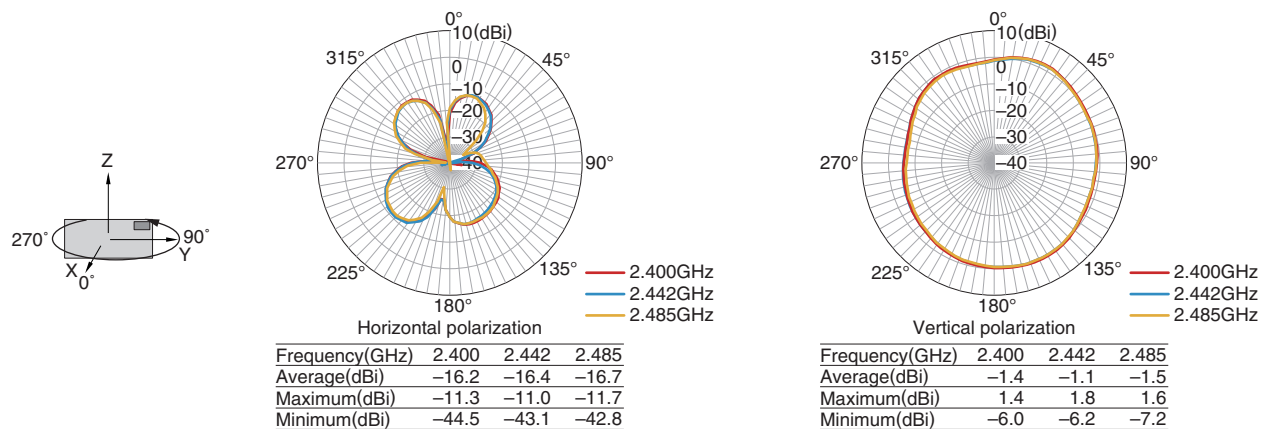 Z
270˚
90˚
Y
X
0˚
0°
10(dBi)
315°
45°
0
−10
−20
−30
−40
270°
90°
225°
135°
180°
2.400GHz
2.442GHz
2.485GHz
Horizontal polarization
Frequency(GHz) 2.400 2.442 2.485
Average(dBi) −16.2 −16.4 −16.7
Maximum(dBi) −11.3 −11.0 −11.7
Minimum(dBi) −44.5 −43.1 −42.8
0°
10(dBi)
315°
45°
0
−10
−20
−30
−40
270°
90°
225°
135°
180°
2.400GHz
2.442GHz
2.485GHz
Vertical polarization
Frequency(GHz) 2.400 2.442 2.485
Average(dBi) −1.4 −1.1 −1.5
Maximum(dBi) 1.4 1.8 1.6
Minimum(dBi) −6.0 −6.2 −7.2